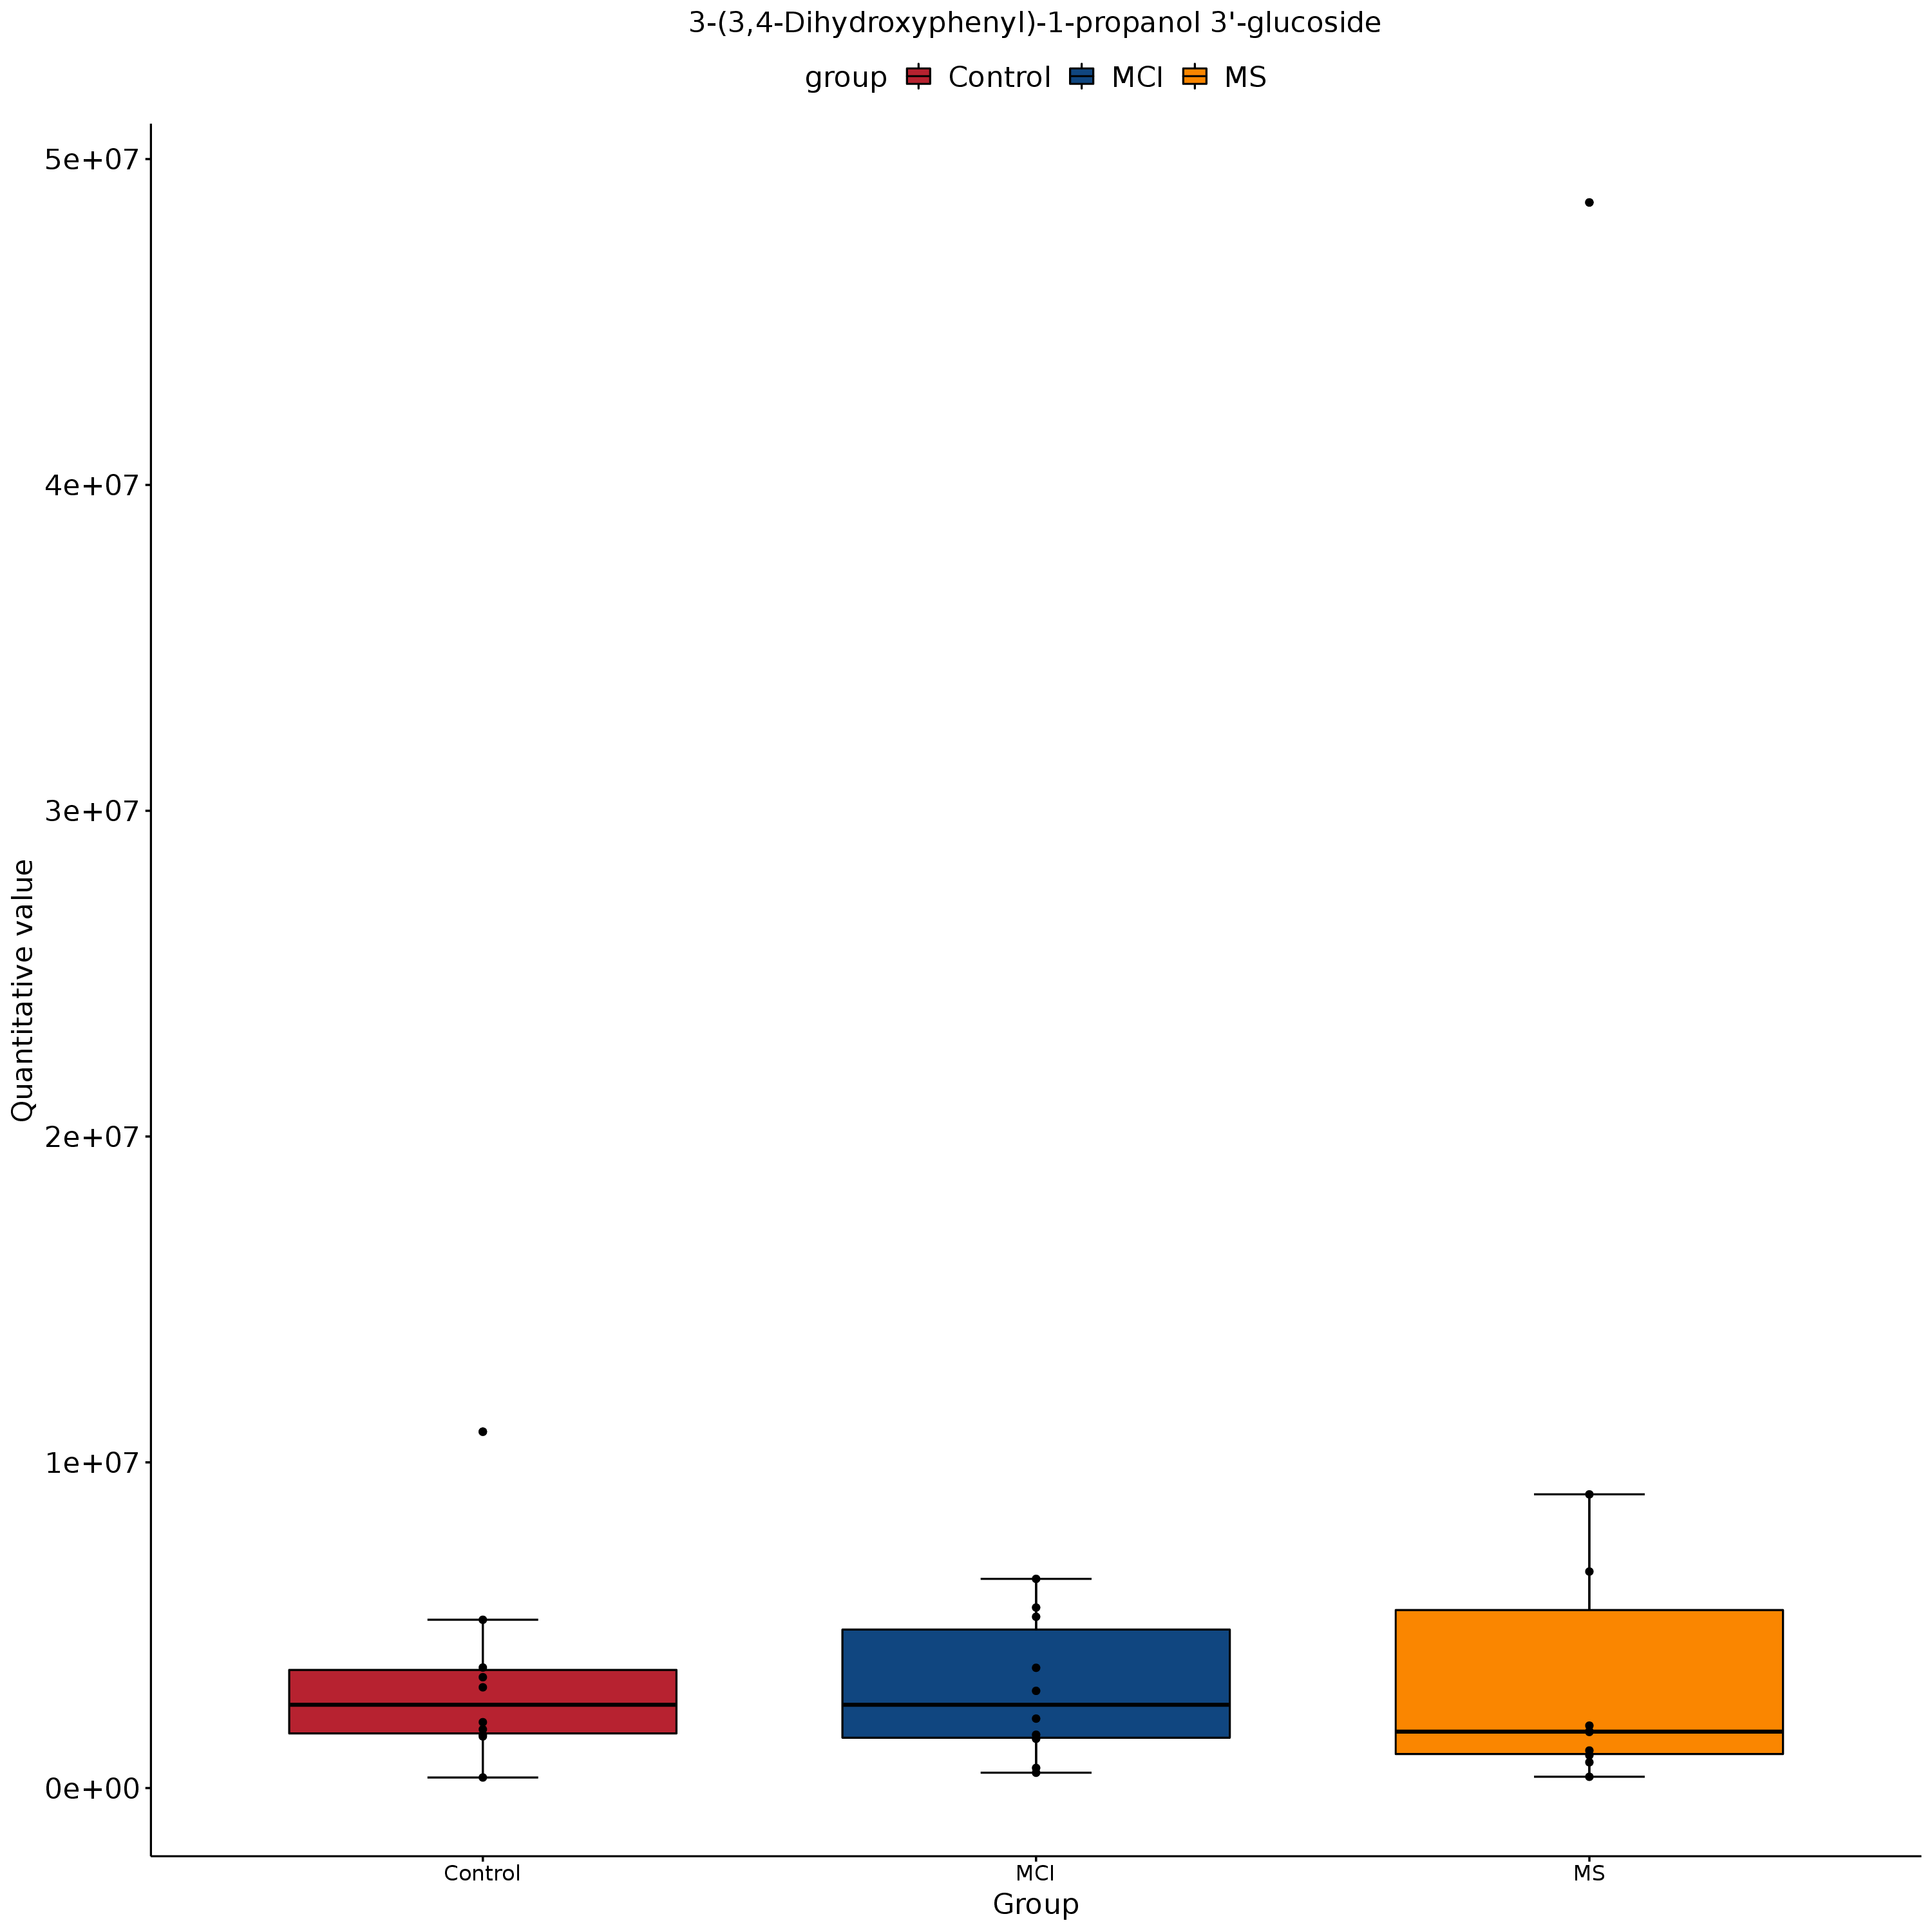 3-(3,4-Dihydroxyphenyl)-1-propanol 3'-glucoside
group Control MCI MS
5e+07
4e+07
3e+07
2e+07
1e+07
0e+00
Quantitative value
Control MCI MS
Group